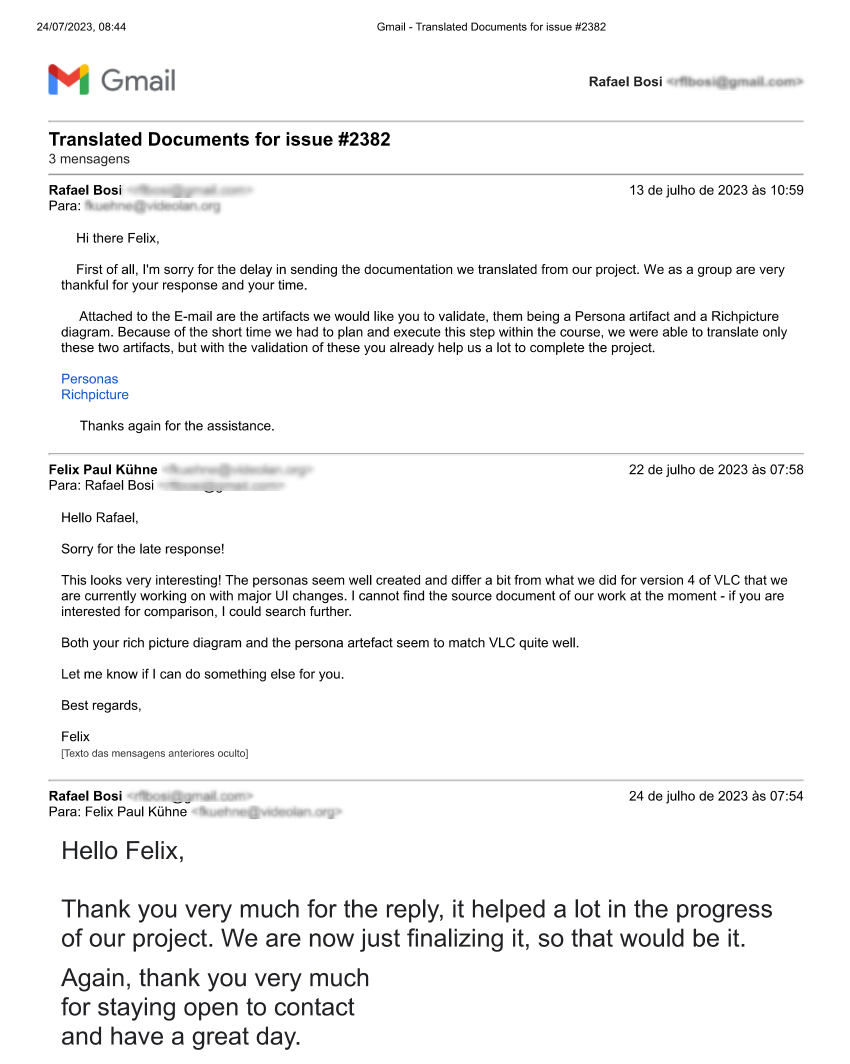 24/07/2023, 08:44 Gmail - Translated Documents for issue #2382
Gmail
Rafael Bosi
Translated Documents for issue #2382
3 mensagens
Rafael Bosi 13 de julho de 2023 às 10:59
Para:
Hi there Felix,
First of all, I'm sorry for the delay in sending the documentation we translated from our project. We as a group are very
thankful for your response and your time.
Attached to the E-mail are the artifacts we would like you to validate, them being a Persona artifact and a Richpicture
diagram. Because of the short time we had to plan and execute this step within the course, we were able to translate only
these two artifacts, but with the validation of these you already help us a lot to complete the project.
Personas
Richpicture
Thanks again for the assistance.
Felix Paul Kühne 22 de julho de 2023 às 07:58
Para: Rafael Bosi
Hello Rafael,
Sorry for the late response!
This looks very interesting! The personas seem well created and differ a bit from what we did for version 4 of VLC that we
are currently working on with major UI changes. I cannot find the source document of our work at the moment - if you are
interested for comparison, I could search further.
Both your rich picture diagram and the persona artefact seem to match VLC quite well.
Let me know if I can do something else for you.
Best regards,
Felix
[Texto das mensagens anteriores oculto]
Rafael Bosi 24 de julho de 2023 às 07:54
Para: Felix Paul Kühne
Hello Felix,
Thank you very much for the reply, it helped a lot in the progress
of our project. We are now just finalizing it, so that would be it.
Again, thank you very much
for staying open to contact
and have a great day.